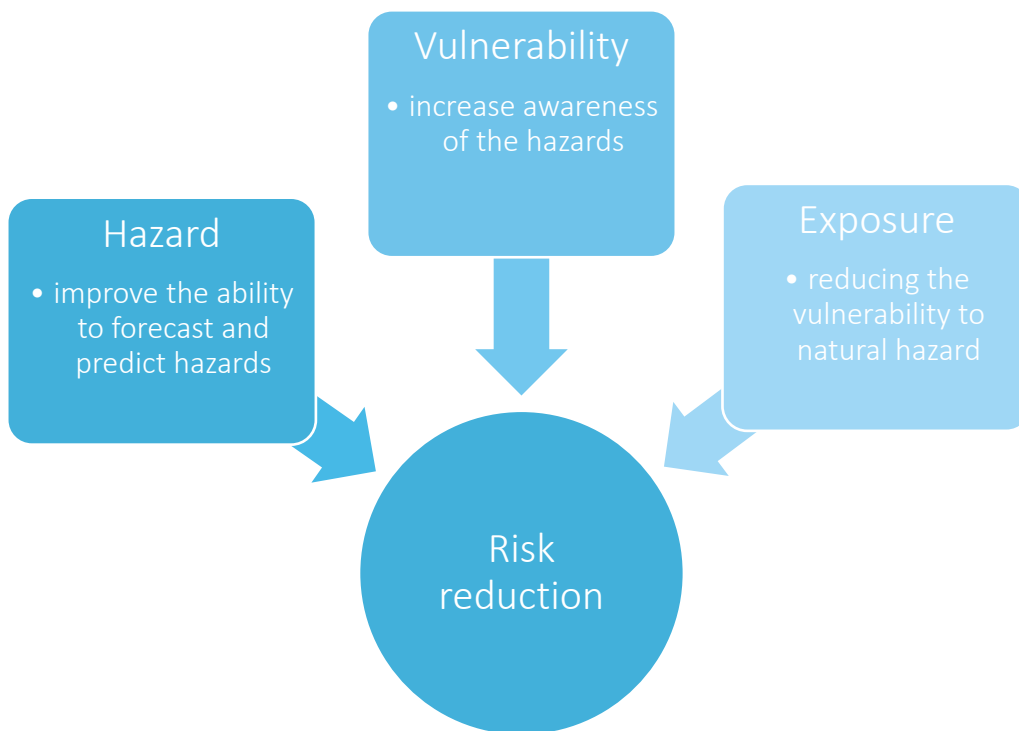 Vulnerability
• increase awareness
of the hazards
Hazard
• improve the ability
to forecast and
predict hazards
Exposure
• reducing the
vulnerability to
natural hazard
Risk
reduction